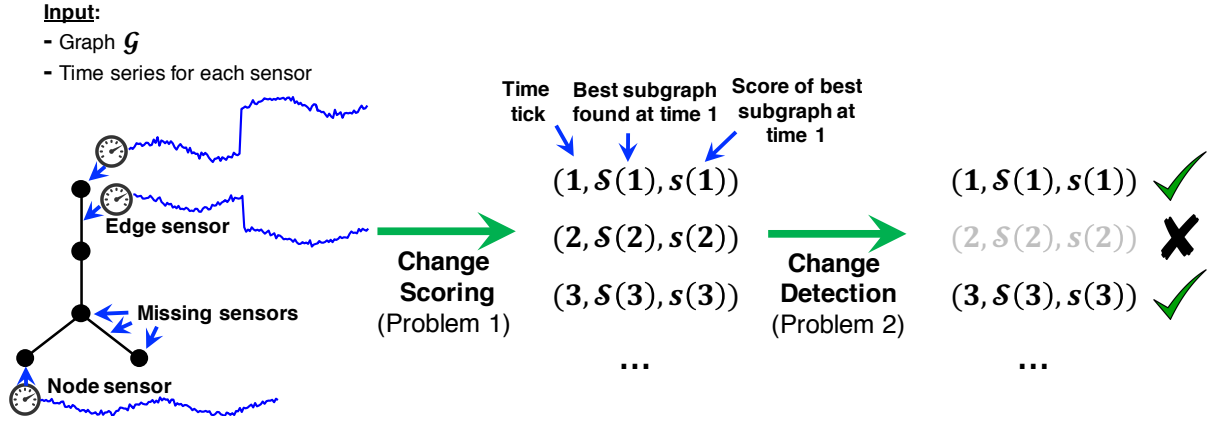 Input:
- Graph 𝒢
- Time series for each sensor
Edge sensor
Missing sensors
Node sensor
Change
Scoring
(Problem 1)
Time
tick
Best subgraph
found at time 1
Score of best
subgraph at
time 1
(1, 𝒮(1), s(1))
(2, 𝒮(2), s(2))
(3, 𝒮(3), s(3))
...
Change
Detection
(Problem 2)
(1, 𝒮(1), s(1))
(2, 𝒮(2), s(2))
(3, 𝒮(3), s(3))
...